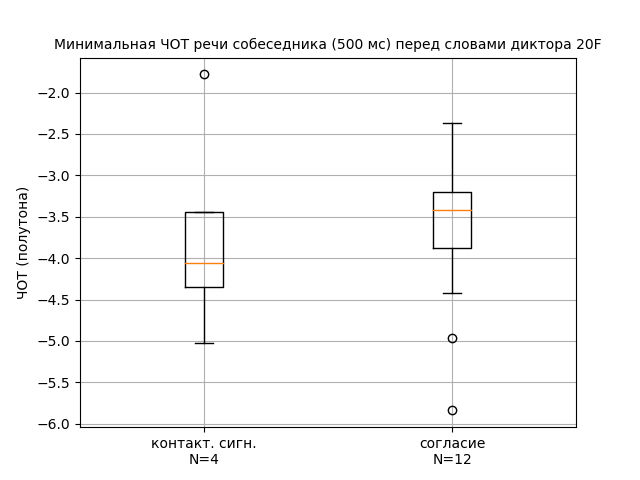 Минимальная ЧОТ речи собеседника (500 мс) перед словами диктора 20F
ЧОТ (полутона)
−2.0
−2.5
−3.0
−3.5
−4.0
−4.5
−5.0
−5.5
−6.0
контакт. сигн.
N=4
согласие
N=12